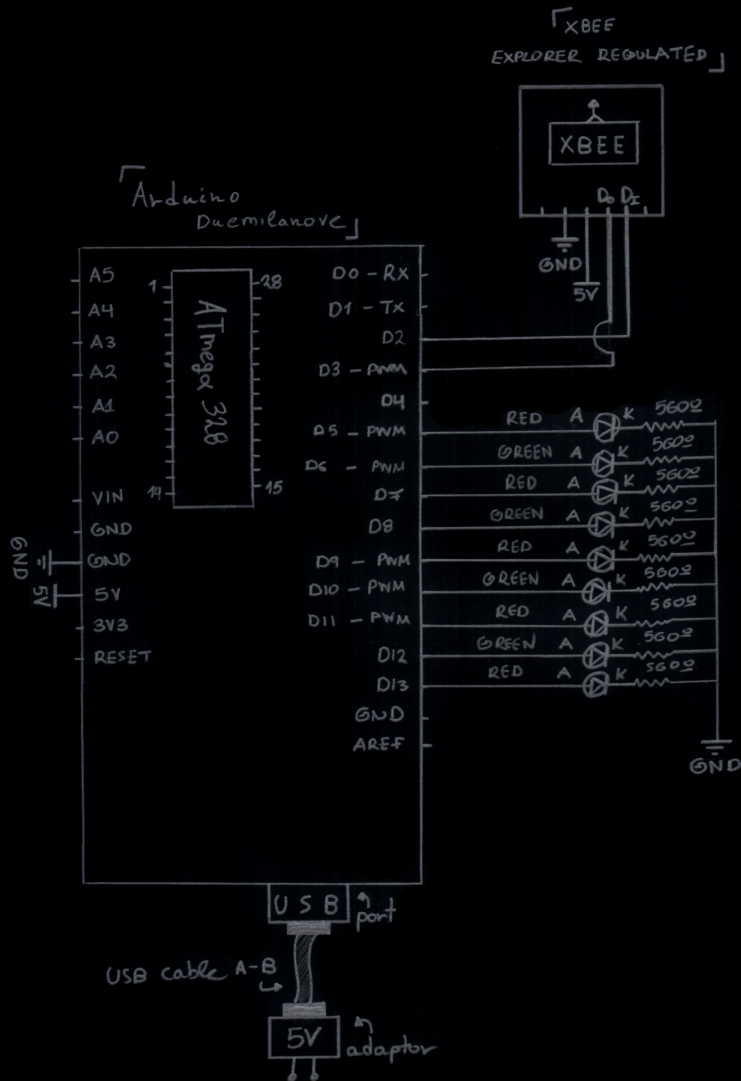 XBEE
EXPLORER REGULATED
XBEE
Do DI
GND
5V
Arduino
Duemilanove
A5
A4
A3
A2
A1
A0
VIN
GND
GND
5V
3V3
RESET
GND
5V
1
28
14
15
ATmega 328
D0 - RX
D1 - TX
D2
D3 - PWM
D4
D5 - PWM
D6 - PWM
D7
D8
D9 - PWM
D10 - PWM
D11 - PWM
D12
D13
GND
AREF
RED A K 560Ω
GREEN A K 560Ω
RED A K 560Ω
GREEN A K 560Ω
RED A K 560Ω
GREEN A K 560Ω
RED A K 560Ω
GREEN A K 560Ω
RED A K 560Ω
GND
USB
port
USB cable A-B
5V
adaptor